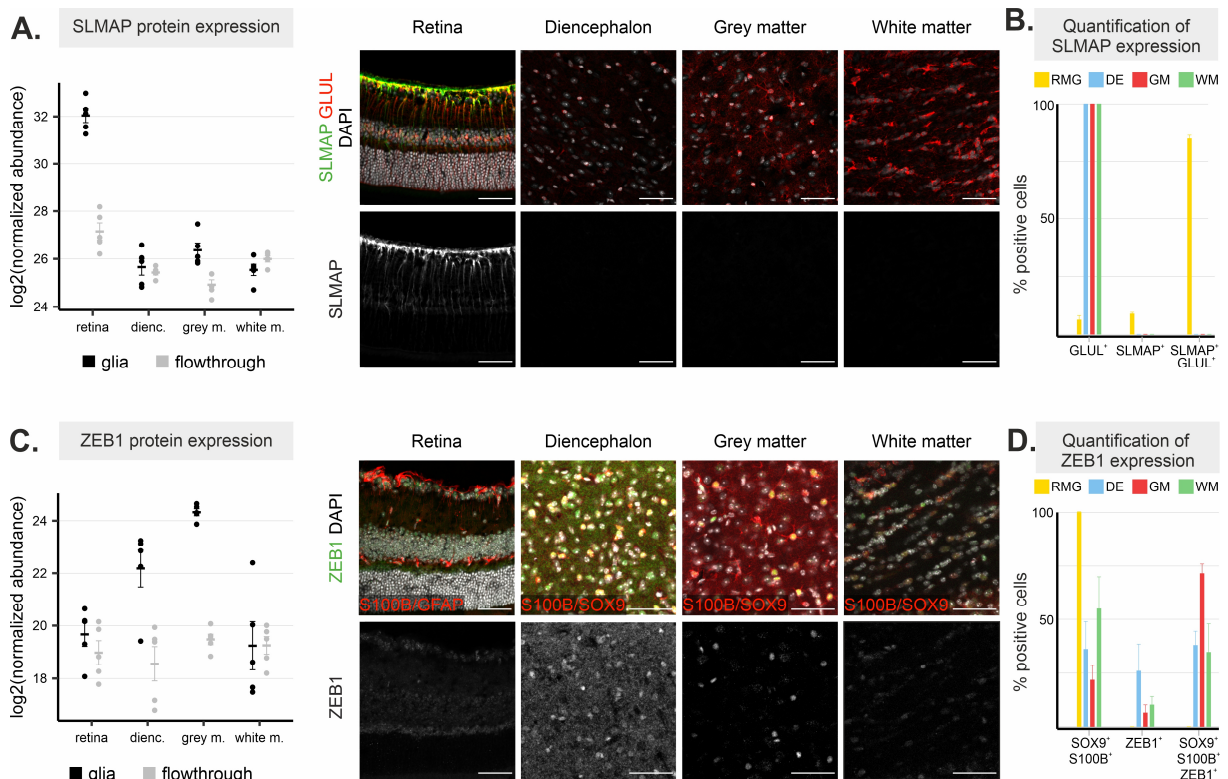 A.
SLMAP protein expression
log2(normalized abundance)
32
30
28
26
24
retina dienc. grey m. white m.
glia flowthrough
Retina Diencephalon Grey matter White matter
SLMAP GLUL
DAPI
SLMAP
B.
Quantification of
SLMAP expression
RMG DE GM WM
% positive cells
100
50
GLUL+ SLMAP+ SLMAP+
GLUL+
C.
ZEB1 protein expression
log2(normalized abundance)
24
22
20
18
retina dienc. grey m. white m.
glia flowthrough
Retina Diencephalon Grey matter White matter
ZEB1 DAPI
S100B/GFAP S100B/SOX9 S100B/SOX9 S100B/SOX9
ZEB1
D.
Quantification of
ZEB1 expression
RMG DE GM WM
% positive cells
100
50
SOX9+ ZEB1+ SOX9+
S100B+ S100B+
ZEB1+